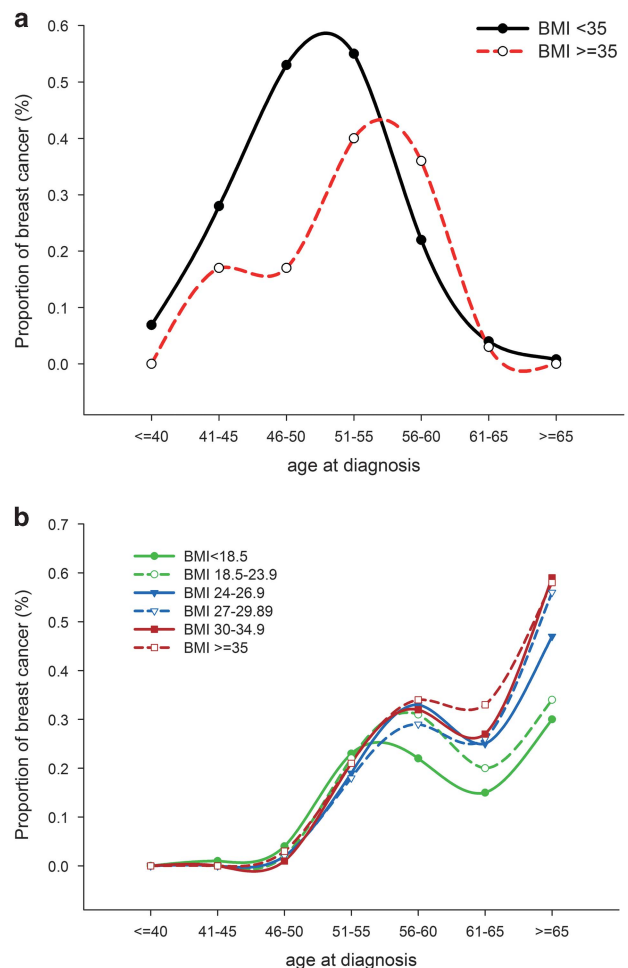 a
BMI <35
BMI >=35
Proportion of breast cancer (%)
0.6
0.5
0.4
0.3
0.2
0.1
0.0
<=40 41-45 46-50 51-55 56-60 61-65 >=65
age at diagnosis
b
BMI<18.5
BMI 18.5-23.9
BMI 24-26.9
BMI 27-29.89
BMI 30-34.9
BMI >=35
Proportion of breast cancer (%)
0.7
0.6
0.5
0.4
0.3
0.2
0.1
0.0
<=40 41-45 46-50 51-55 56-60 61-65 >=65
age at diagnosis